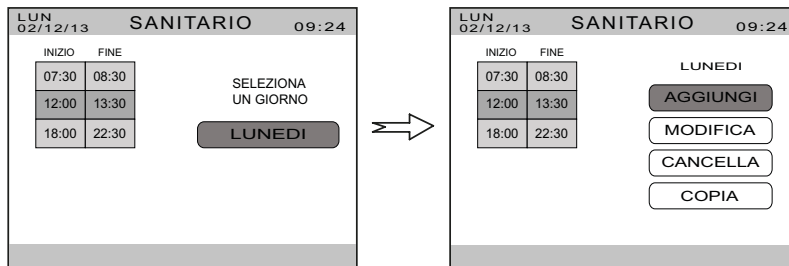 LUN
02/12/13
SANITARIO
09:24
INIZIO FINE
07:30 08:30
12:00 13:30
18:00 22:30
SELEZIONA
UN GIORNO
LUNEDI
LUN
02/12/13
SANITARIO
09:24
INIZIO FINE
07:30 08:30
12:00 13:30
18:00 22:30
LUNEDI
AGGIUNGI
MODIFICA
CANCELLA
COPIA